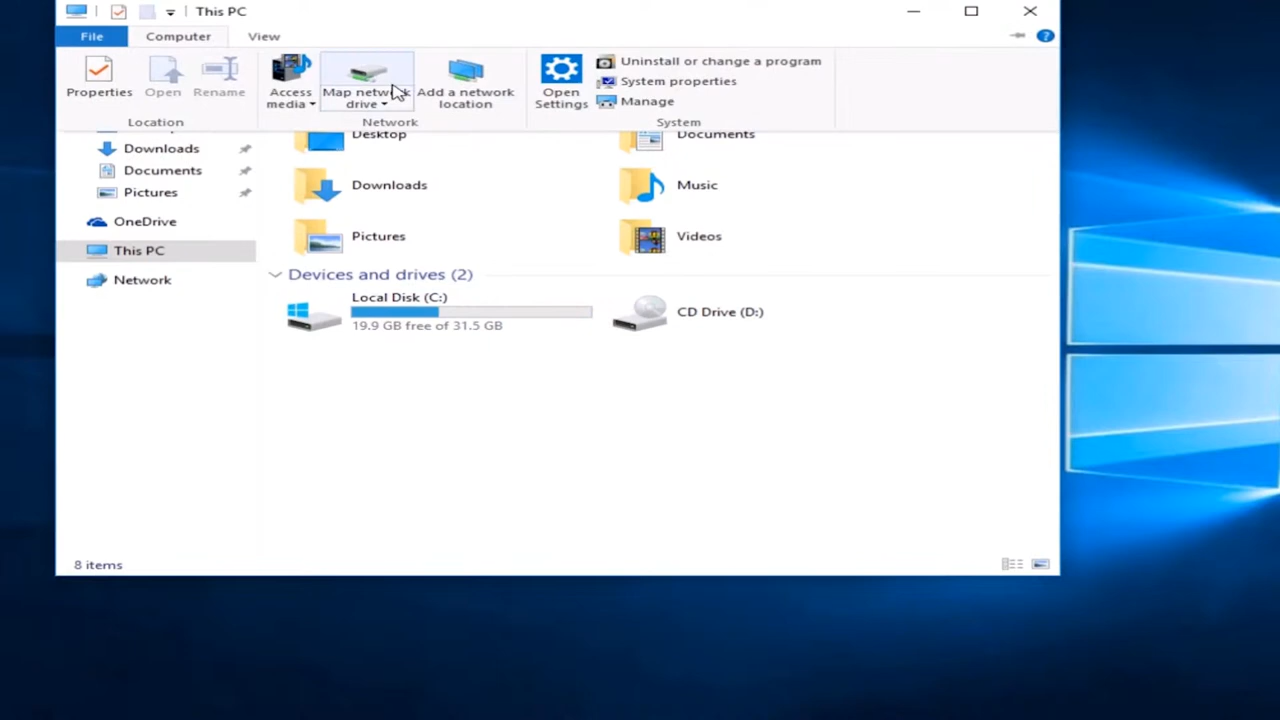 This PC
File
Computer
View
Properties
Open
Rename
Location
Access
media
Map network
drive
Add a network
location
Network
Open
Settings
Uninstall or change a program
System properties
Manage
System
Downloads
Documents
Pictures
OneDrive
This PC
Network
Desktop
Documents
Downloads
Music
Pictures
Videos
Devices and drives (2)
Local Disk (C:)
19.9 GB free of 31.5 GB
CD Drive (D:)
8 items